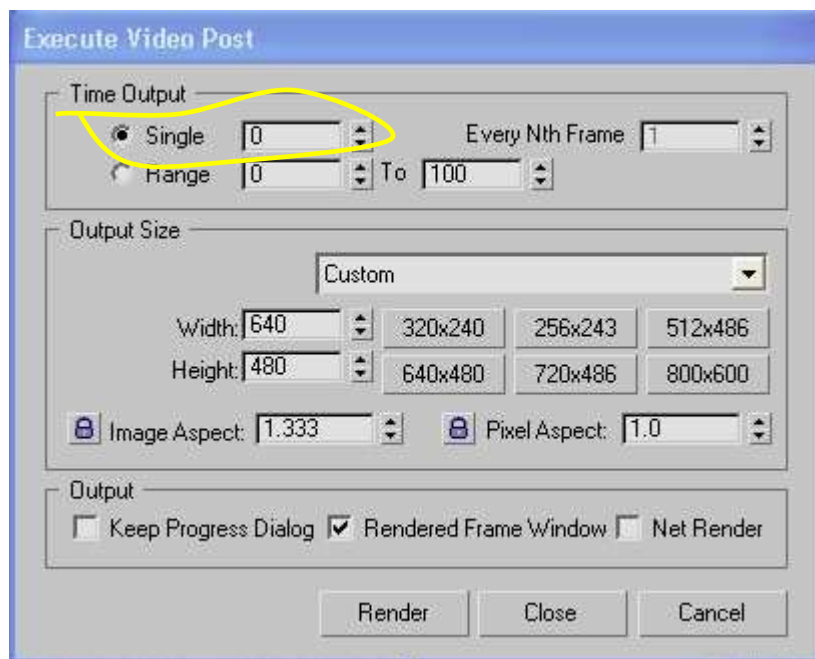 Execute Video Post
Time Output
Single 0 Every Nth Frame 1
Range 0 To 100
Output Size
Custom
Width: 640 320x240 256x243 512x486
Height: 480 640x480 720x486 800x600
Image Aspect: 1.333 Pixel Aspect: 1.0
Output
Keep Progress Dialog Rendered Frame Window Net Render
Render Close Cancel